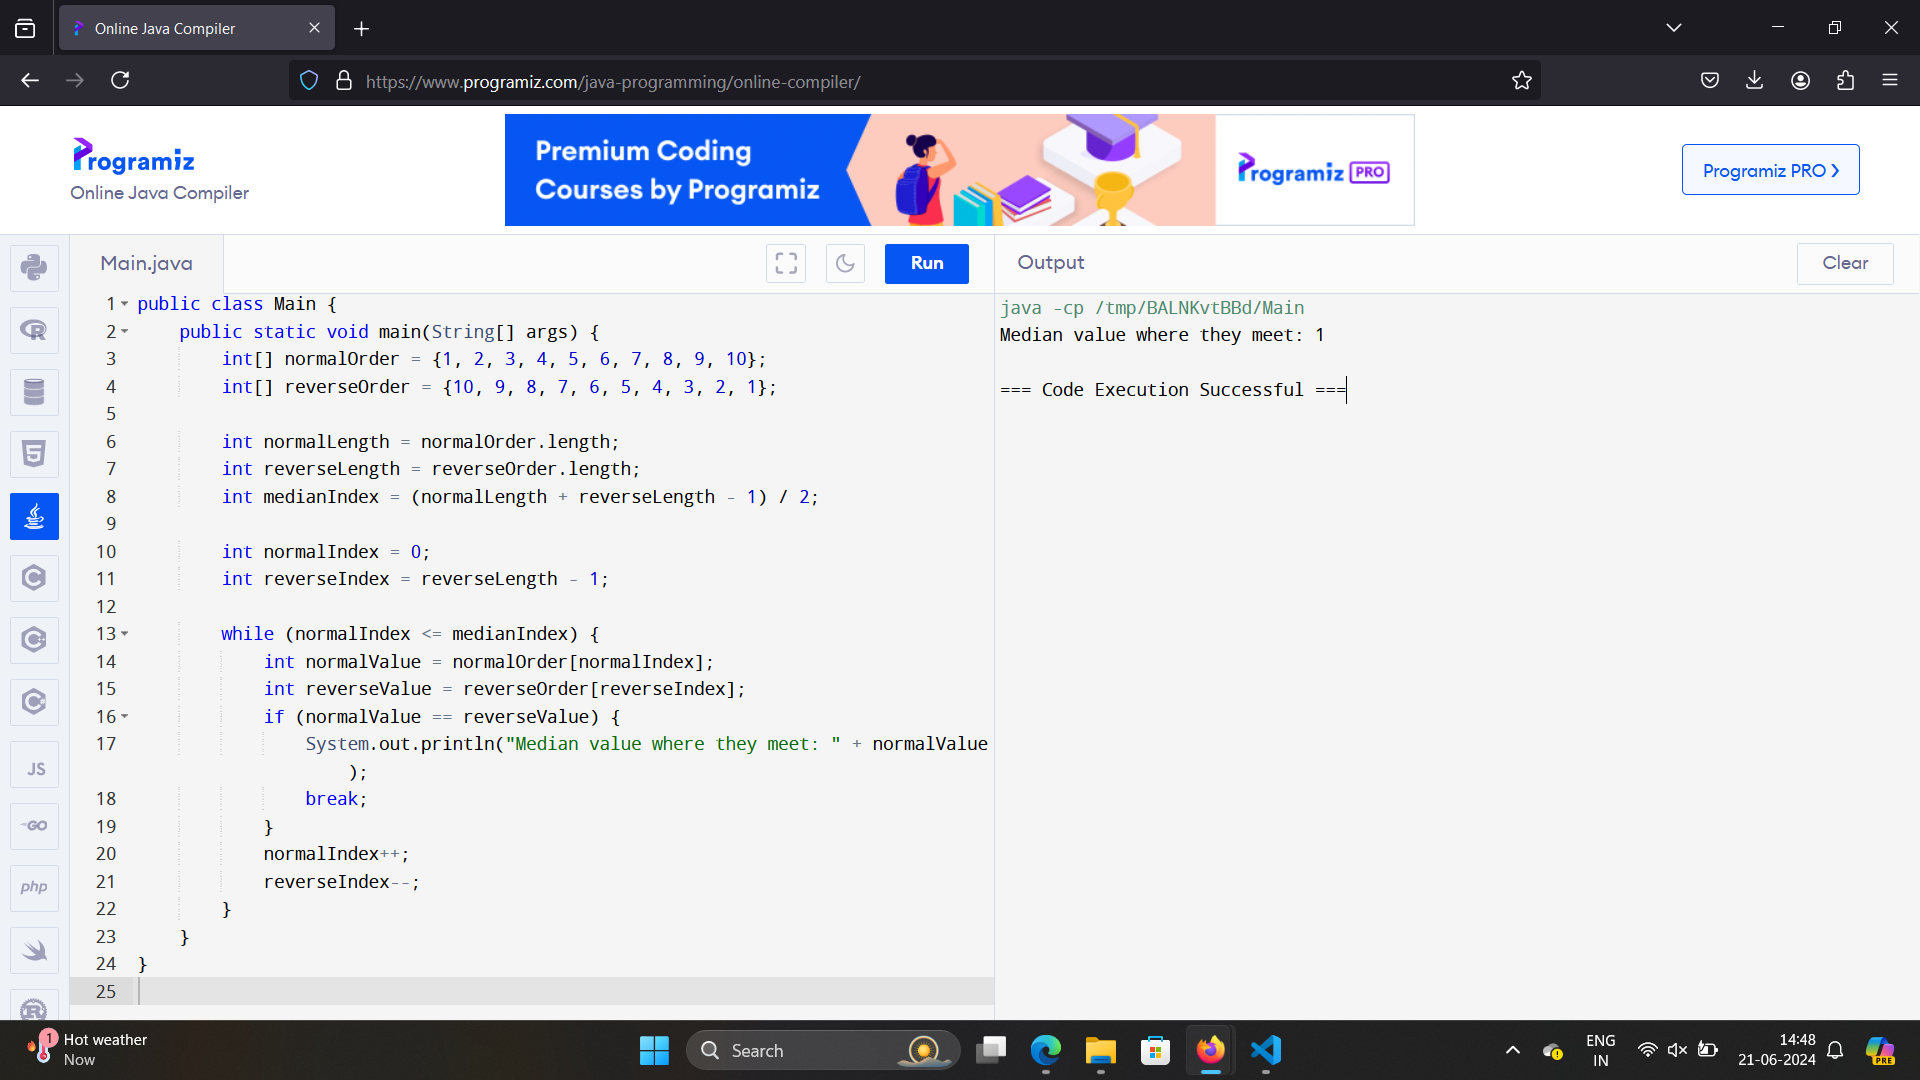 Online Java Compiler
https://www.programiz.com/java-programming/online-compiler/
Programiz
Online Java Compiler
Premium Coding
Courses by Programiz
Programiz PRO
Programiz PRO ›
Main.java
Run
Output
Clear
1 public class Main {
2 public static void main(String[] args) {
3 int[] normalOrder = {1, 2, 3, 4, 5, 6, 7, 8, 9, 10};
4 int[] reverseOrder = {10, 9, 8, 7, 6, 5, 4, 3, 2, 1};
5
6 int normalLength = normalOrder.length;
7 int reverseLength = reverseOrder.length;
8 int medianIndex = (normalLength + reverseLength - 1) / 2;
9
10 int normalIndex = 0;
11 int reverseIndex = reverseLength - 1;
12
13 while (normalIndex <= medianIndex) {
14 int normalValue = normalOrder[normalIndex];
15 int reverseValue = reverseOrder[reverseIndex];
16 if (normalValue == reverseValue) {
17 System.out.println("Median value where they meet: " + normalValue
);
18 break;
19 }
20 normalIndex++;
21 reverseIndex--;
22 }
23 }
24 }
25
java -cp /tmp/BALNKvtBBd/Main
Median value where they meet: 1
=== Code Execution Successful ===
R
5
C
C
C
JS
GO
php
R
1
Hot weather
Now
Search
ENG
IN
14:48
21-06-2024
PRE